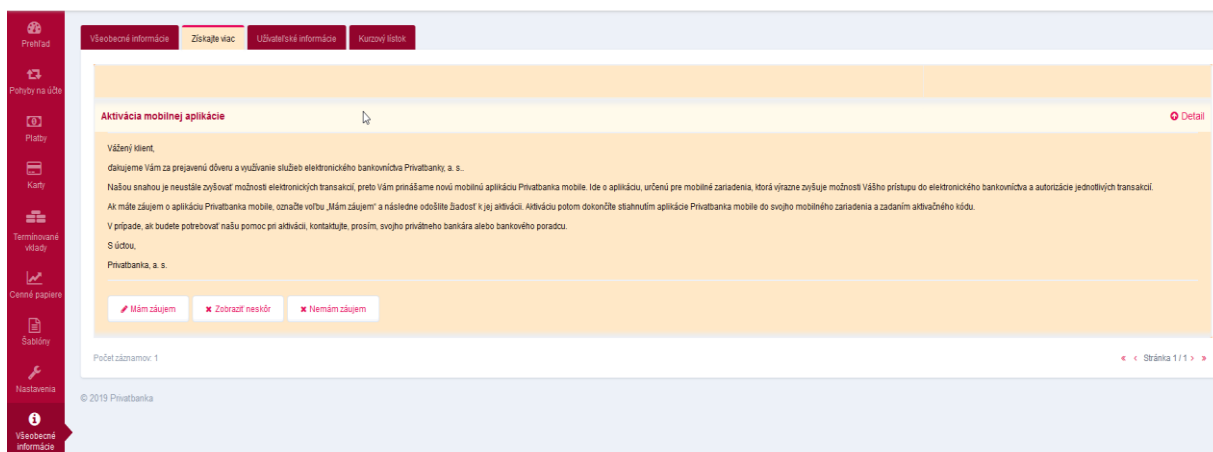 Prehľad
Pohyby na účte
Platby
Karty
Termínované
vklady
Cenné papiere
Šablóny
Nastavenia
Všeobecné
informácie
Všeobecné informácie
Získajte viac
Užívateľské informácie
Kurzový lístok
Aktivácia mobilnej aplikácie
Detail
Vážený klient,
ďakujeme Vám za prejavenú dôveru a využívanie služieb elektronického bankovníctva Privatbanky, a. s..
Našou snahou je neustále zvyšovať možnosti elektronických transakcií, preto Vám prinášame novú mobilnú aplikáciu Privatbanka mobile. Ide o aplikáciu, určenú pre mobilné zariadenia, ktorá výrazne zvyšuje možnosti Vášho prístupu do elektronického bankovníctva a autorizácie jednotlivých transakcií.
Ak máte záujem o aplikáciu Privatbanka mobile, označte voľbu „Mám záujem“ a následne odošlite žiadosť k jej aktivácii. Aktiváciu potom dokončíte stiahnutím aplikácie Privatbanka mobile do svojho mobilného zariadenia a zadaním aktivačného kódu.
V prípade, ak budete potrebovať našu pomoc pri aktivácii, kontaktujte, prosím, svojho privátneho bankára alebo bankového poradcu.
S úctou,
Privatbanka, a. s.
Mám záujem
Zobraziť neskôr
Nemám záujem
Počet záznamov: 1
« ‹ Stránka 1 / 1 › »
© 2019 Privatbanka